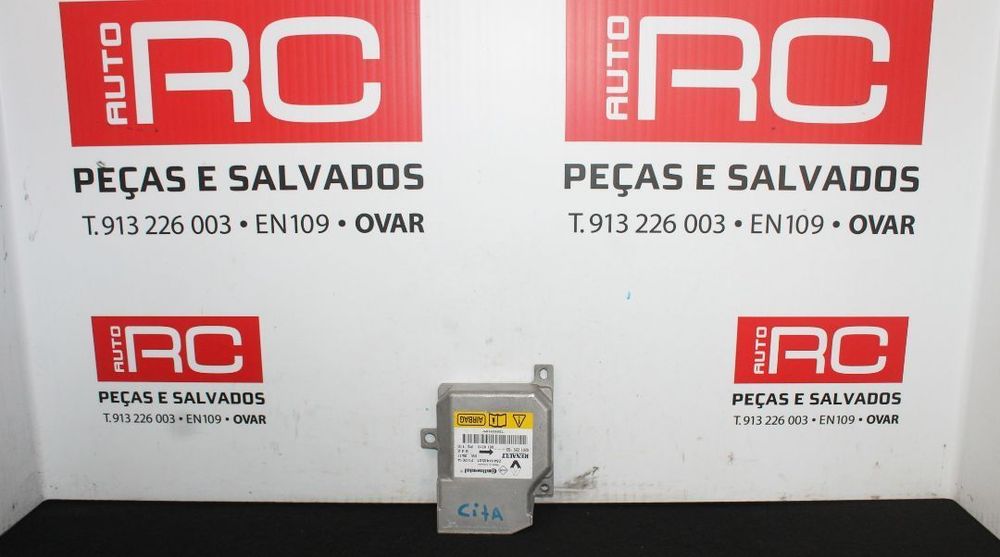 AUTO RC
PEÇAS E SALVADOS
T. 913 226 003 • EN109 • OVAR
AUTO RC
PEÇAS E SALVADOS
T. 913 226 003 • EN109 • OVAR
AUTO RC
PEÇAS E SALVADOS
T. 913 226 003 • EN109 • OVAR
AUTO RC
PEÇAS E SALVADOS
T. 913 226 003 • EN109 • OVAR
AIRBAG
RENAULT
Continental
CitA